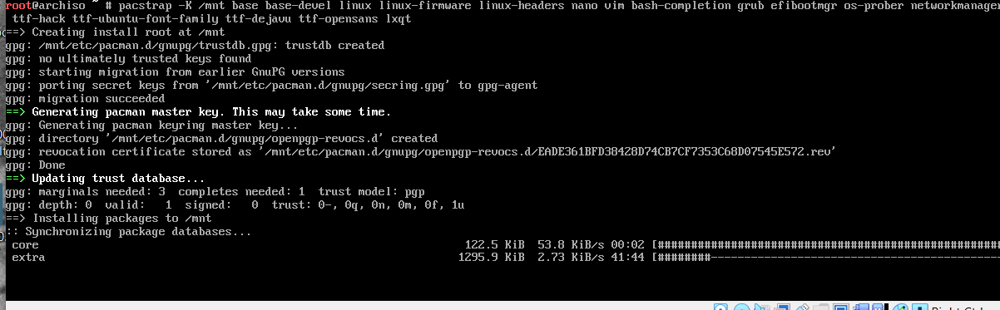 root@archiso ~ # pacstrap -K /mnt base base-devel linux linux-firmware linux-headers nano vim bash-completion grub efibootmgr os-prober networkmanager
ttf-hack ttf-ubuntu-font-family ttf-dejavu ttf-opensans lxqt
==> Creating install root at /mnt
gpg: /mnt/etc/pacman.d/gnupg/trustdb.gpg: trustdb created
gpg: no ultimately trusted keys found
gpg: starting migration from earlier GnuPG versions
gpg: porting secret keys from '/mnt/etc/pacman.d/gnupg/secring.gpg' to gpg-agent
gpg: migration succeeded
==> Generating pacman master key. This may take some time.
gpg: Generating pacman keyring master key...
gpg: directory '/mnt/etc/pacman.d/gnupg/openpgp-revocs.d' created
gpg: revocation certificate stored as '/mnt/etc/pacman.d/gnupg/openpgp-revocs.d/EADE361BFD38428D74CB7CF7353C68D07545E572.rev'
gpg: Done
==> Updating trust database...
gpg: marginals needed: 3  completes needed: 1  trust model: pgp
gpg: depth: 0  valid:   1  signed:   0  trust: 0-, 0q, 0n, 0m, 0f, 1u
==> Installing packages to /mnt
:: Synchronizing package databases...
core 122.5 KiB 53.8 KiB/s 00:02 [####################################################
extra 1295.9 KiB 2.73 KiB/s 41:44 [########--------------------------------------------
Right Ctrl